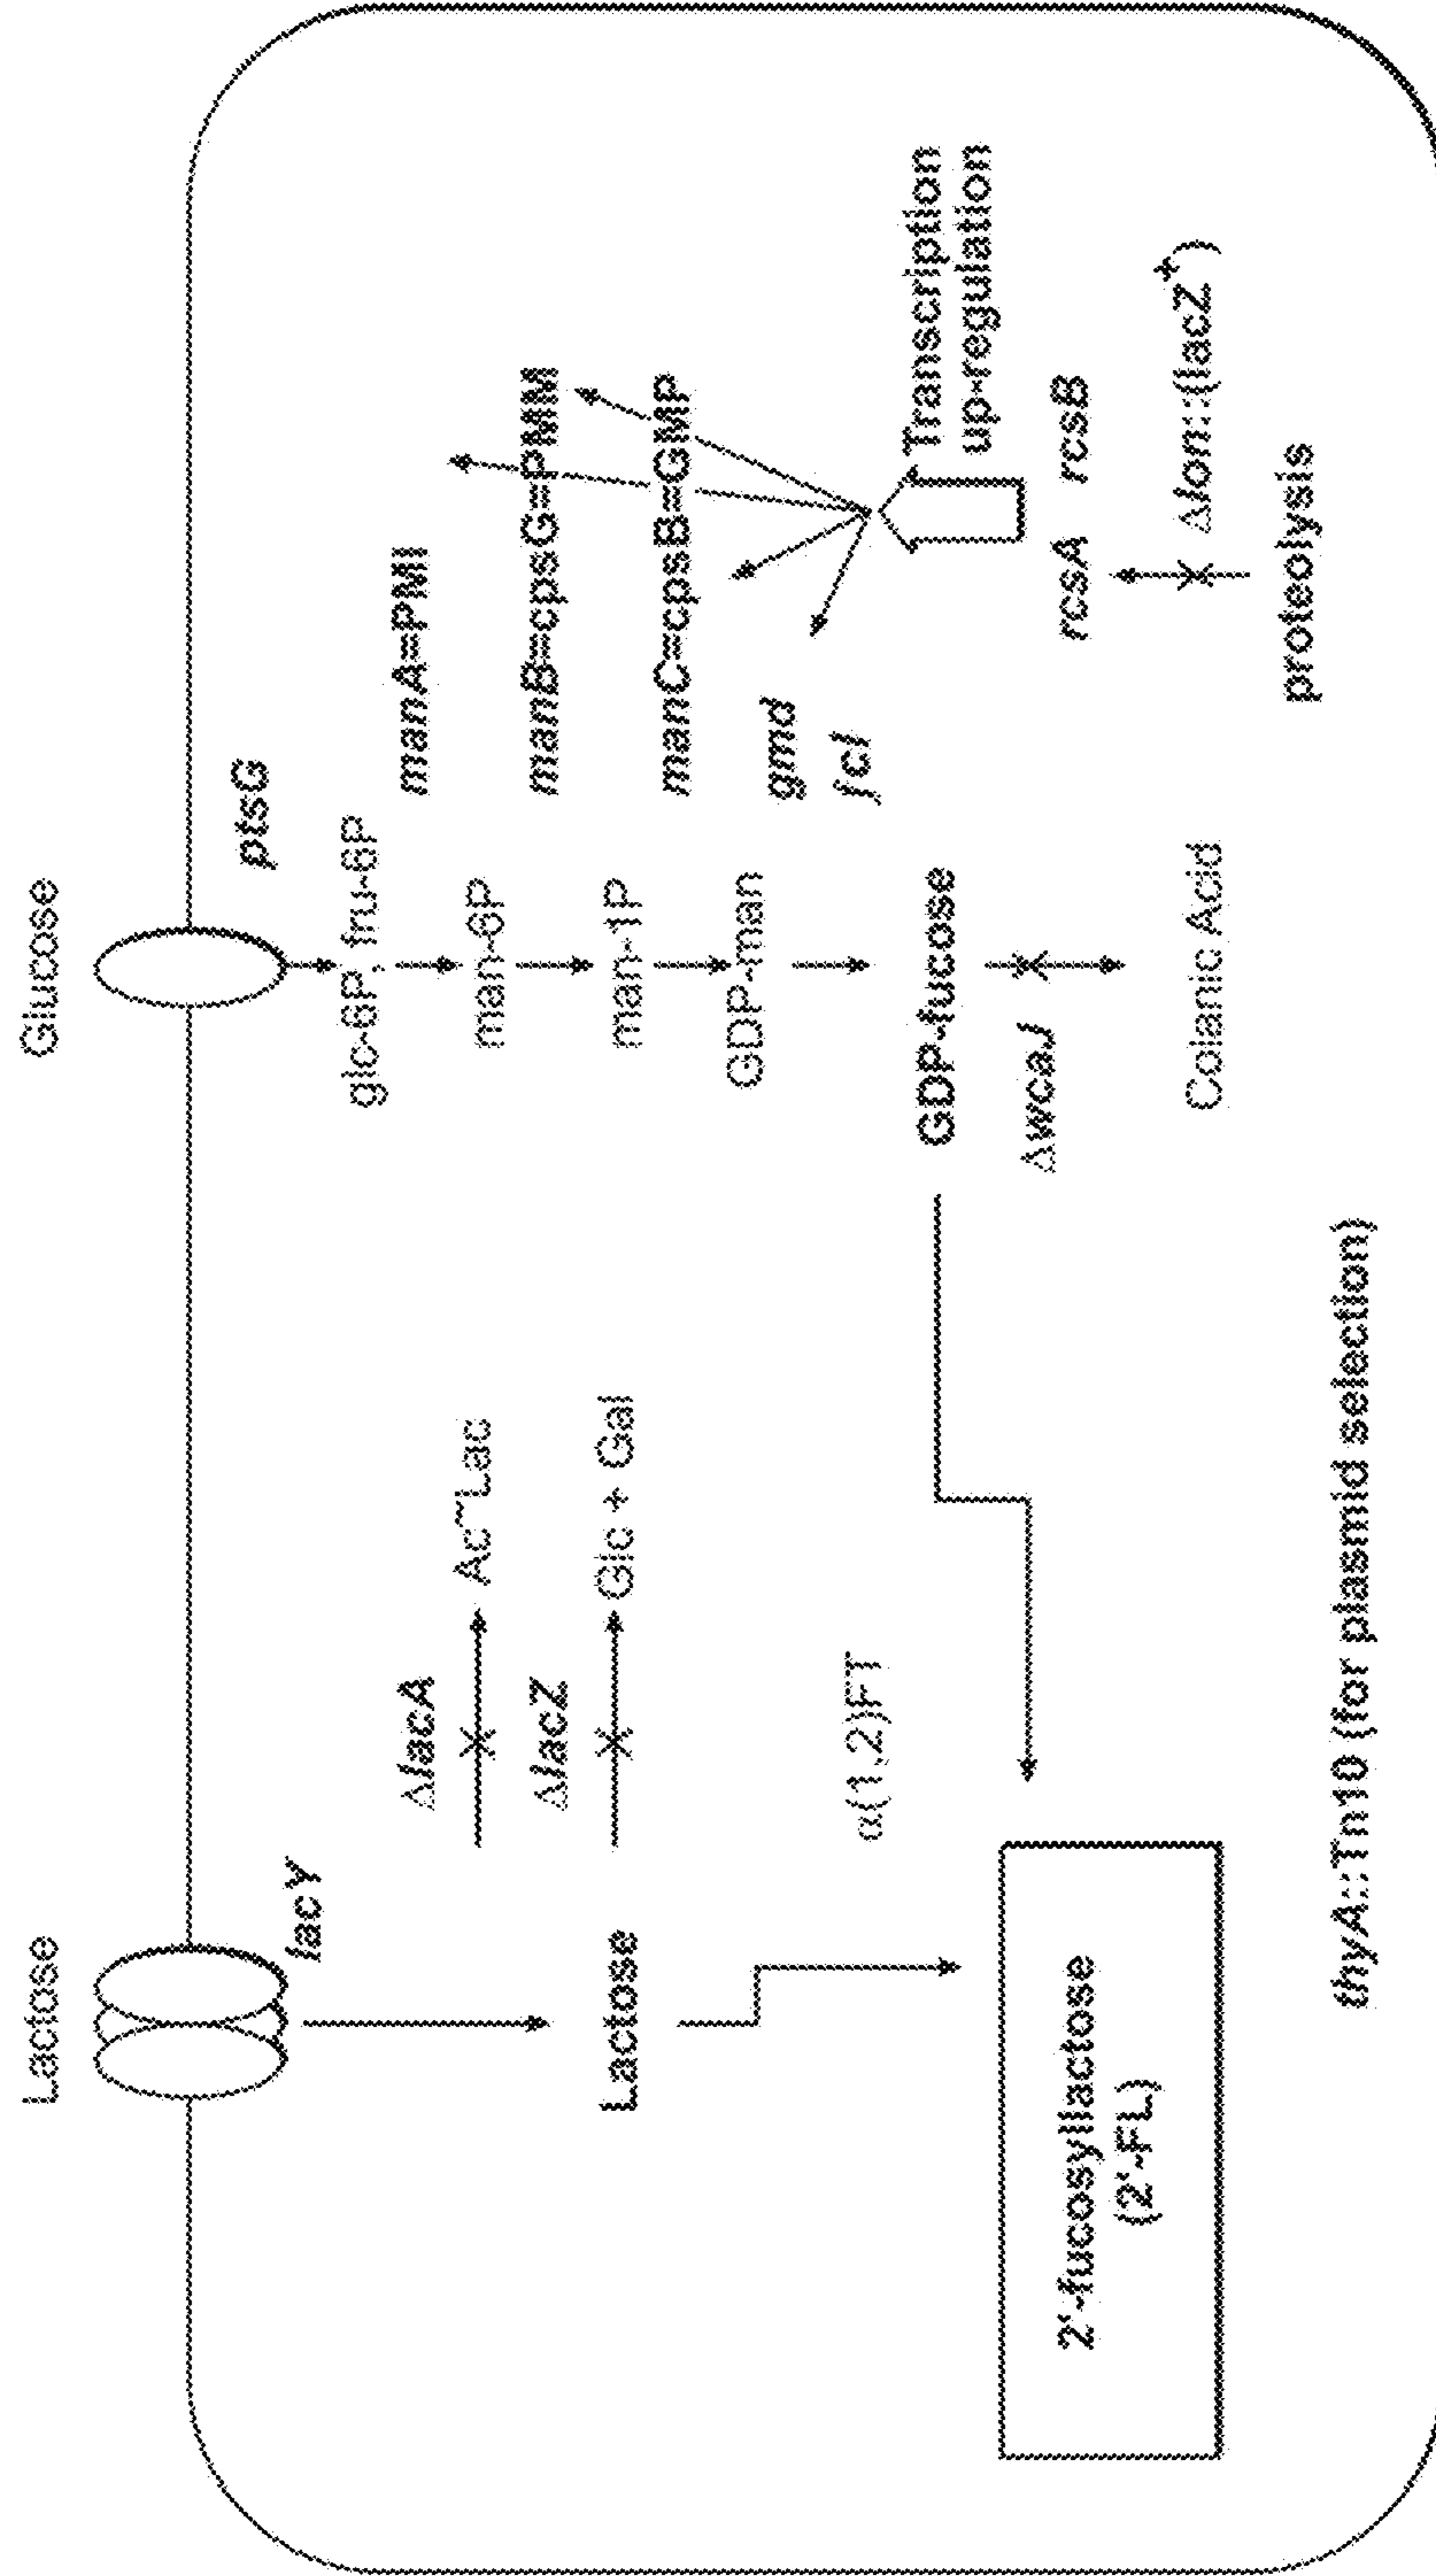 Lactose
Glucose
lacY
ptsG
glc-6P, fru-6P
ΔlacA
manA=PMI
Ac~Lac
man-6P
ΔlacZ
manB=cpsG=PMM
Lactose
Glc + Gal
man-1P
manC=cpsB=GMP
GDP-man
gmd
α(1,2)FT
fcl
GDP-fucose
Transcription
up-regulation
ΔwcaJ
2'-fucosyllactose
(2'-FL)
rcsA rcsB
Colanic Acid
Δlon::(lacZ⁺)
proteolysis
thyA::Tn10 (for plasmid selection)